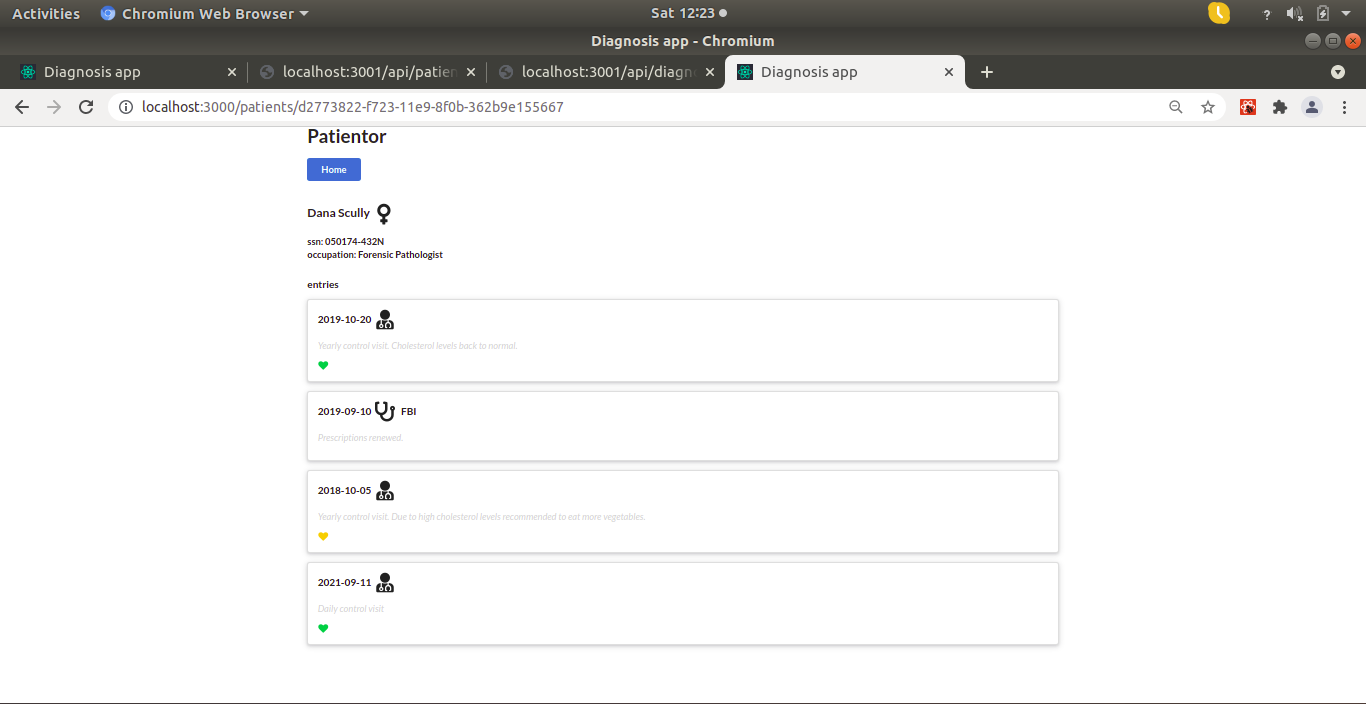 Activities
Chromium Web Browser
Sat 12:23
?
Diagnosis app - Chromium
Diagnosis app
localhost:3001/api/patien
localhost:3001/api/diagn
Diagnosis app
localhost:3000/patients/d2773822-f723-11e9-8f0b-362b9e155667
Patientor
Home
Dana Scully
ssn: 050174-432N
occupation: Forensic Pathologist
entries
2019-10-20
Yearly control visit. Cholesterol levels back to normal.
2019-09-10 FBI
Prescriptions renewed.
2018-10-05
Yearly control visit. Due to high cholesterol levels recommended to eat more vegetables.
2021-09-11
Daily control visit